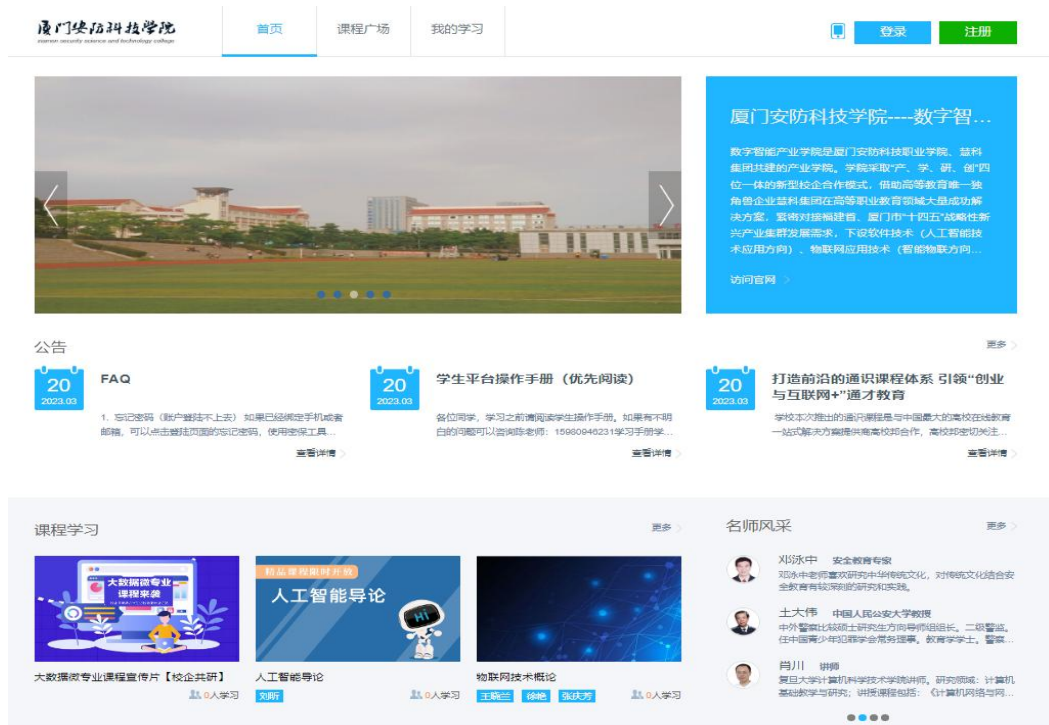 厦门安防科技学院
xiamen security science and technology college
首页
课程广场
我的学习
登录
注册
厦门安防科技学院----数字智...
数字智能产业学院是厦门安防科技职业学院、慧科
集团共建的产业学院。学院采取“产、学、研、创”四
位一体的新型校企合作模式，借助高等教育唯一独
角兽企业慧科集团在高等职业教育领域大量成功解
决方案，紧密对接福建省、厦门市“十四五”战略性新
兴产业集群发展需求，下设软件技术（人工智能技
术应用方向）、物联网应用技术（智能物联方向...
访问官网
公告
更多
20
2023.03
FAQ
1. 忘记密码（账户登陆不上去） 如果已经绑定手机或者
邮箱，可以点击登陆页面的忘记密码，使用密保工具...
查看详情
20
2023.03
学生平台操作手册（优先阅读）
各位同学，学习之前请阅读学生操作手册。如果有不明
白的问题可以咨询陈老师：15980946231学习手册学...
查看详情
20
2023.03
打造前沿的通识课程体系 引领“创业
与互联网+”通才教育
学校本次推出的通识课程是与中国最大的高校在线教育
一站式解决方案提供商高校邦合作，高校邦密切关注...
查看详情
课程学习
更多
大数据微专业
课程来袭
大数据微专业课程宣传片【校企共研】
0人学习
精品课程限时开放
人工智能导论
Hi
人工智能导论
刘昕
0人学习
物联网技术概论
王晓兰
徐艳
张庆芳
0人学习
名师风采
更多
邓泳中 安全教育专家
邓泳中老师喜欢研究中华传统文化，对传统文化结合安
全教育有较深刻的研究和实践。
王大伟 中国人民公安大学教授
中外警察比较硕士研究生方向导师组组长。二级警监。
任中国青少年犯罪学会常务理事。教育学学士。警察...
肖川 讲师
复旦大学计算机科学技术学院讲师。研究领域：计算机
基础教学与研究；讲授课程包括：《计算机网络与网...